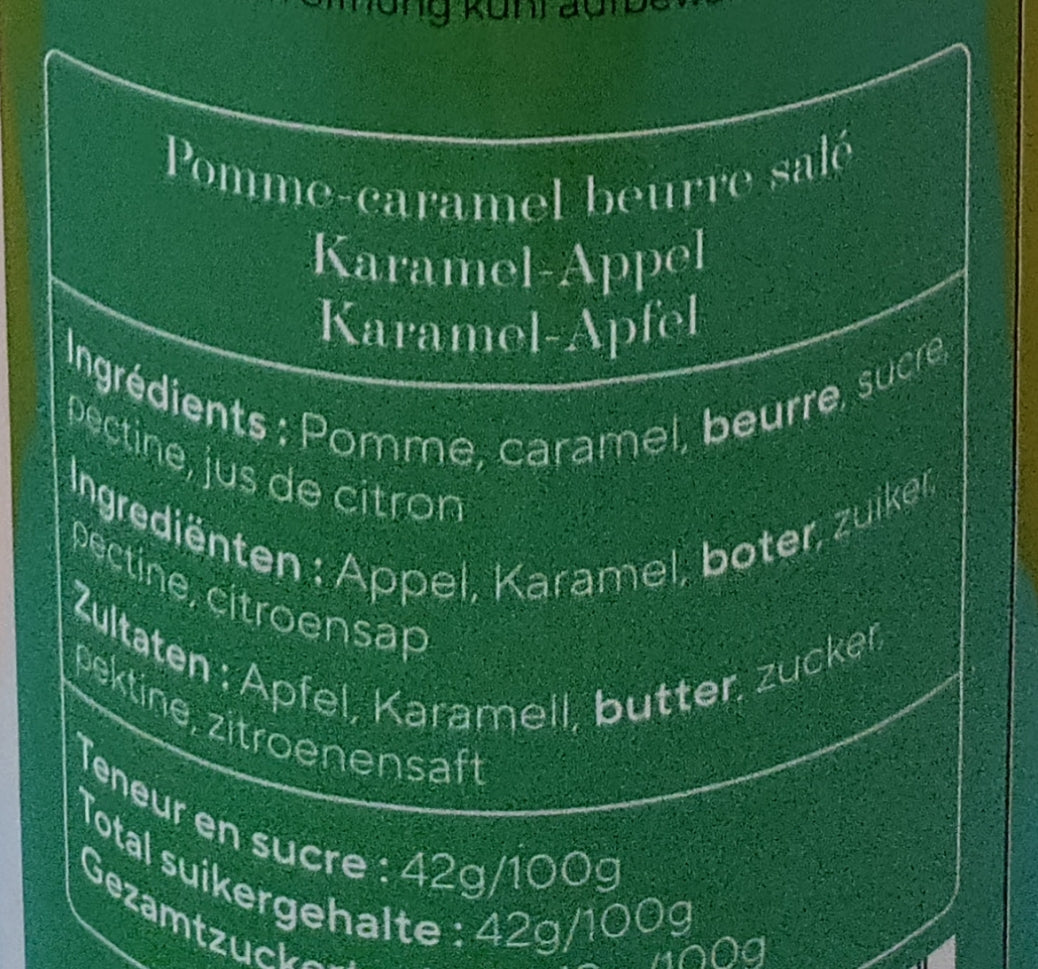 kühl
Pomme-caramel beurre salé
Karamel-Appel
Karamel-Apfel
Ingrédients : Pomme, caramel, beurre, sucre,
pectine, jus de citron
Ingrediënten : Appel, Karamel, boter, zuiker,
pectine, citroensap
Zultaten : Apfel, Karamell, butter, zucker,
pektine, zitroenensaft
Teneur en sucre : 42g/100g
Total suikergehalte : 42g/100g
/100g